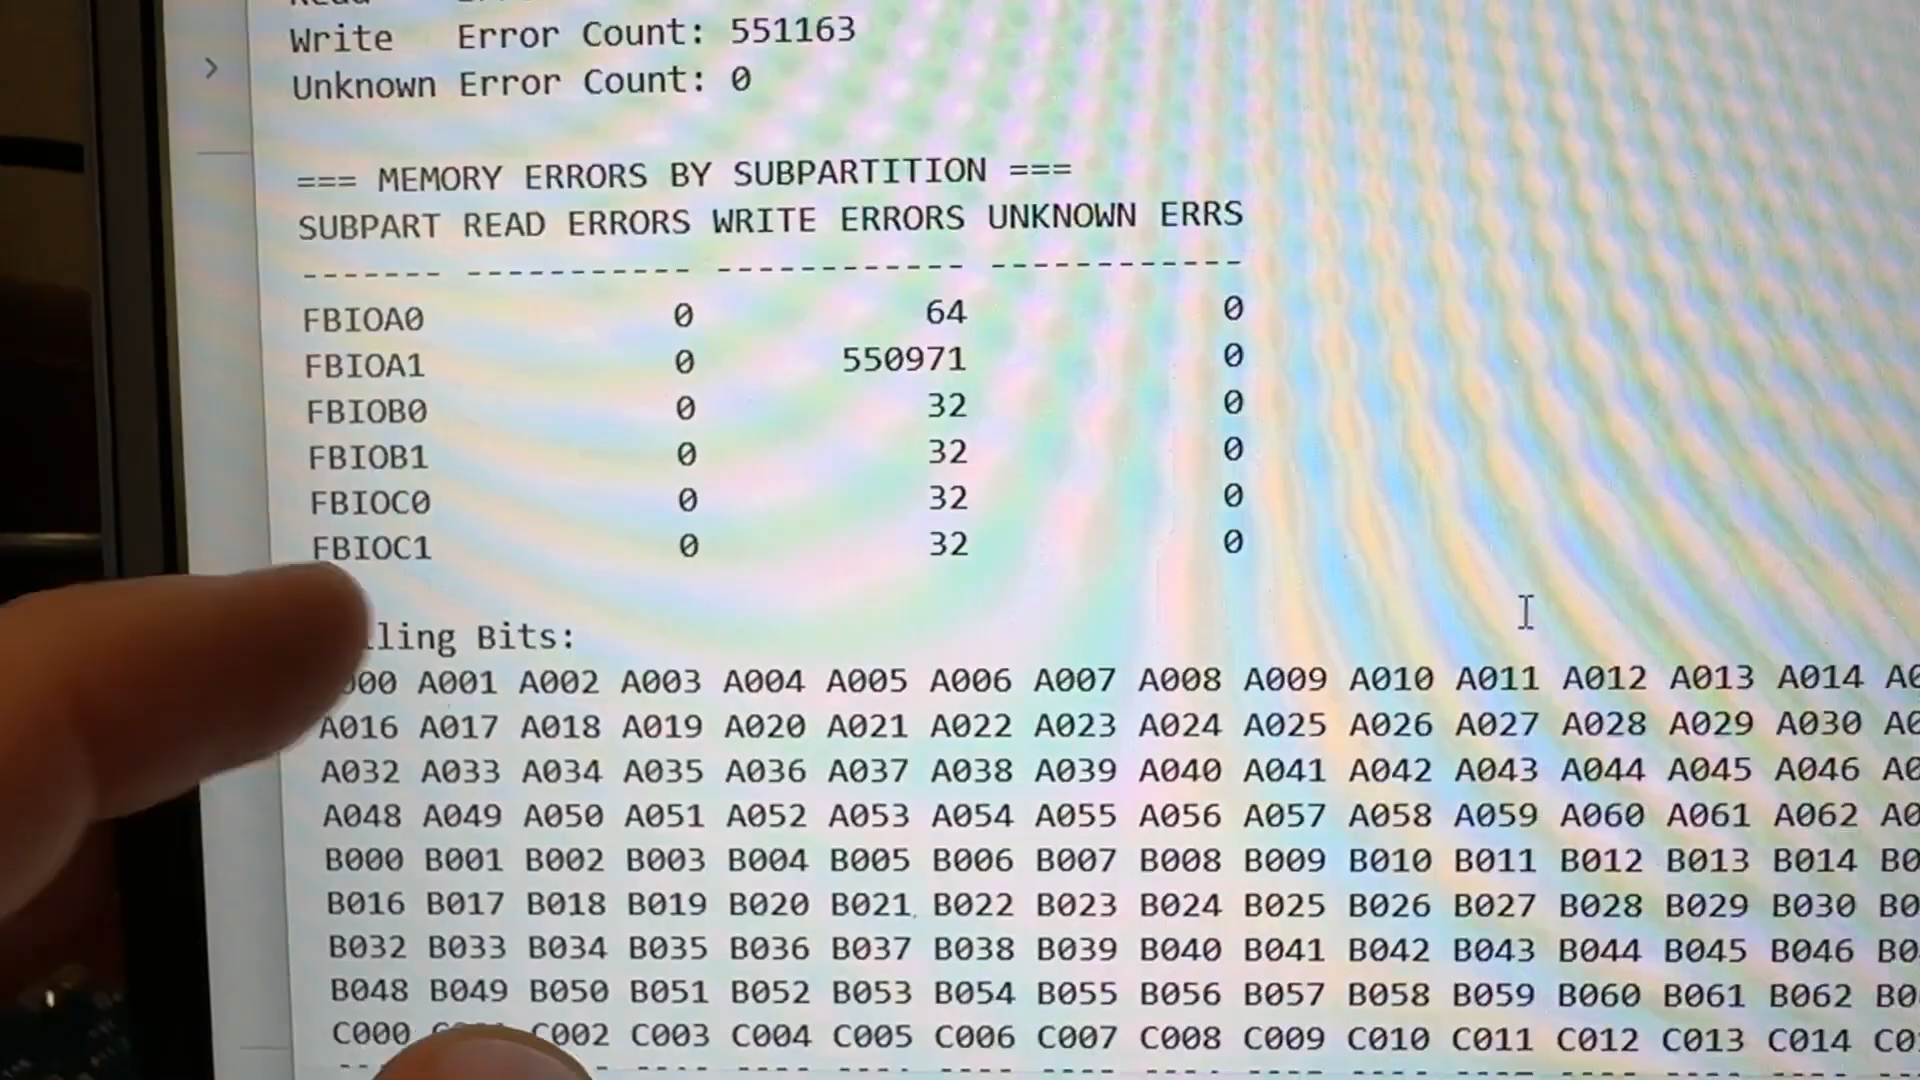 Write Error Count: 551163
Unknown Error Count: 0
=== MEMORY ERRORS BY SUBPARTITION ===
SUBPART READ ERRORS WRITE ERRORS UNKNOWN ERRS
------- ----------- ------------ ------------
FBIOA0 0 64 0
FBIOA1 0 550971 0
FBIOB0 0 32 0
FBIOB1 0 32 0
FBIOC0 0 32 0
FBIOC1 0 32 0
Bits:
A001 A002 A003 A004 A005 A006 A007 A008 A009 A010 A011 A012 A013 A014
A016 A017 A018 A019 A020 A021 A022 A023 A024 A025 A026 A027 A028 A029 A030
A032 A033 A034 A035 A036 A037 A038 A039 A040 A041 A042 A043 A044 A045 A046
A048 A049 A050 A051 A052 A053 A054 A055 A056 A057 A058 A059 A060 A061 A062
B000 B001 B002 B003 B004 B005 B006 B007 B008 B009 B010 B011 B012 B013 B014
B016 B017 B018 B019 B020 B021 B022 B023 B024 B025 B026 B027 B028 B029 B030
B032 B033 B034 B035 B036 B037 B038 B039 B040 B041 B042 B043 B044 B045 B046
B048 B049 B050 B051 B052 B053 B054 B055 B056 B057 B058 B059 B060 B061 B062
C000 C002 C003 C004 C005 C006 C007 C008 C009 C010 C011 C012 C013 C014